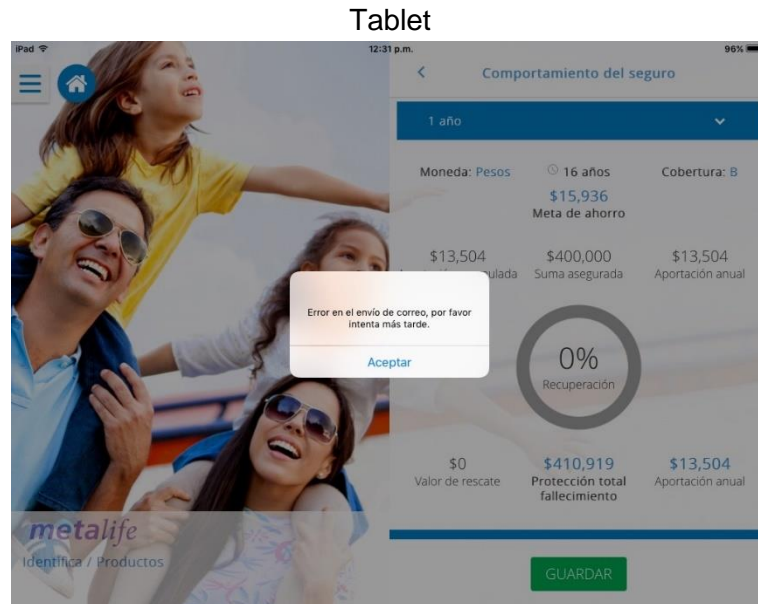 Tablet
iPad
12:31 p.m.
96%
Comportamiento del seguro
1 año
Moneda: Pesos
16 años
Cobertura: B
$15,936
Meta de ahorro
$13,504
$400,000
$13,504
Suma asegurada
Aportación anual
Error en el envío de correo, por favor
intenta más tarde.
Aceptar
0%
Recuperación
$0
$410,919
$13,504
Valor de rescate
Protección total
fallecimiento
Aportación anual
metalife
Identifica / Productos
GUARDAR